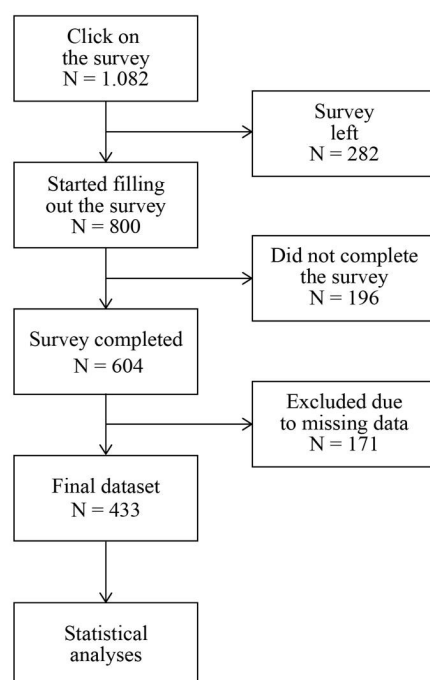 Click on
the survey
N = 1.082
Survey
left
N = 282
Started filling
out the survey
N = 800
Did not complete
the survey
N = 196
Survey completed
N = 604
Excluded due
to missing data
N = 171
Final dataset
N = 433
Statistical
analyses